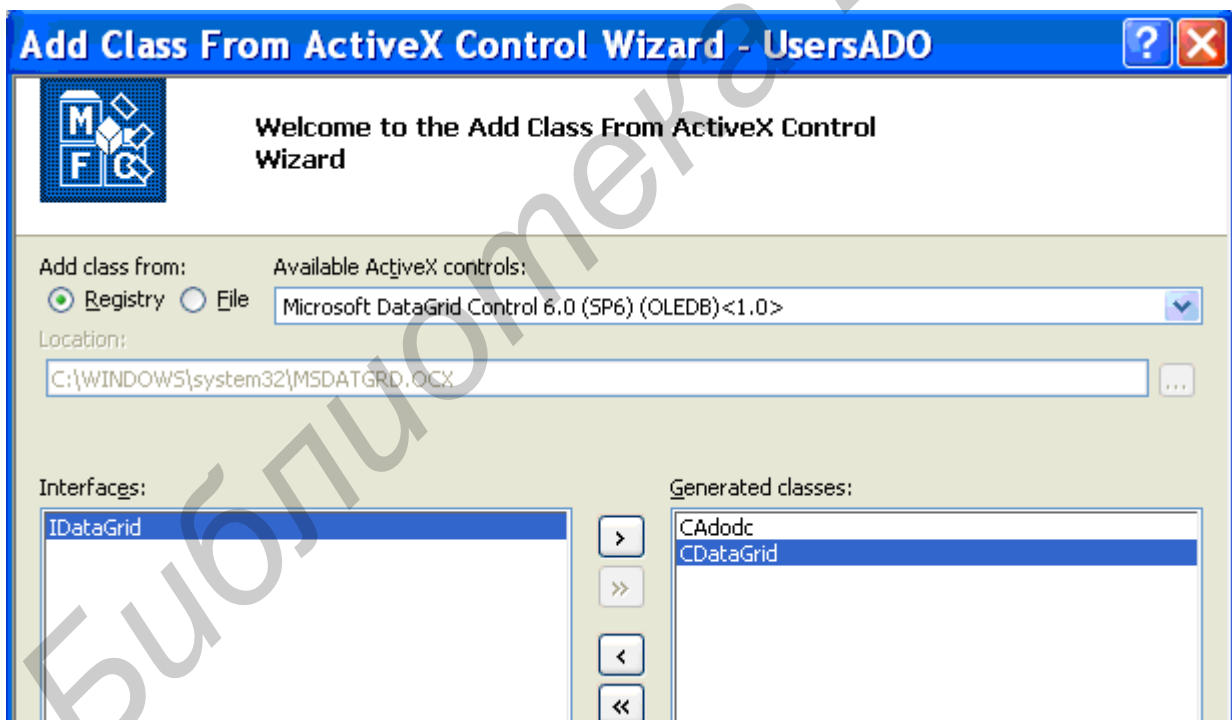 Add Class From ActiveX Control Wizard - UsersADO
M
F C
Welcome to the Add Class From ActiveX Control
Wizard
Add class from:
Available ActiveX controls:
Registry File
Microsoft DataGrid Control 6.0 (SP6) (OLEDB)<1.0>
Location:
C:\WINDOWS\system32\MSDATGRD.OCX
...
Interfaces:
Generated classes:
IDataGrid
>
CAdodc
CDataGrid
>>
<
<<
Библиотека